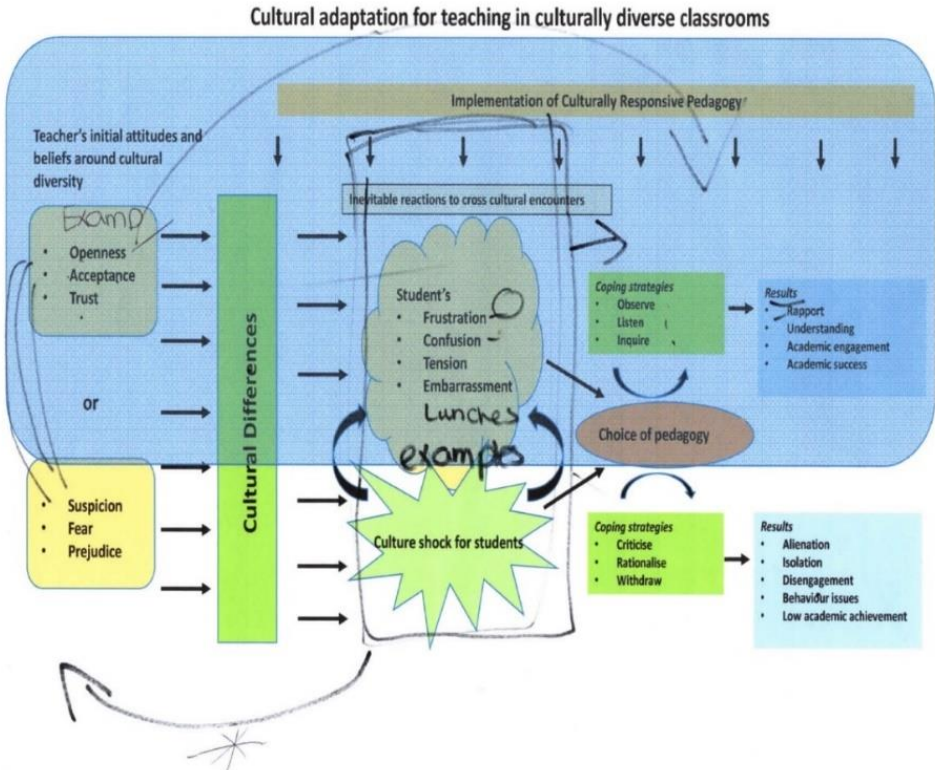 Cultural adaptation for teaching in culturally diverse classrooms
Implementation of Culturally Responsive Pedagogy
Teacher's initial attitudes and
beliefs around cultural
diversity
Examp
• Openness
• Acceptance
• Trust
•
or
• Suspicion
• Fear
• Prejudice
Cultural Differences
Inevitable reactions to cross cultural encounters
Student's
• Frustration
• Confusion
• Tension
• Embarrassment
Lunches
examples
Culture shock for students
Choice of pedagogy
Coping strategies
• Observe
• Listen
• Inquire
Results
• Rapport
• Understanding
• Academic engagement
• Academic success
Coping strategies
• Criticise
• Rationalise
• Withdraw
Results
• Alienation
• Isolation
• Disengagement
• Behaviour issues
• Low academic achievement